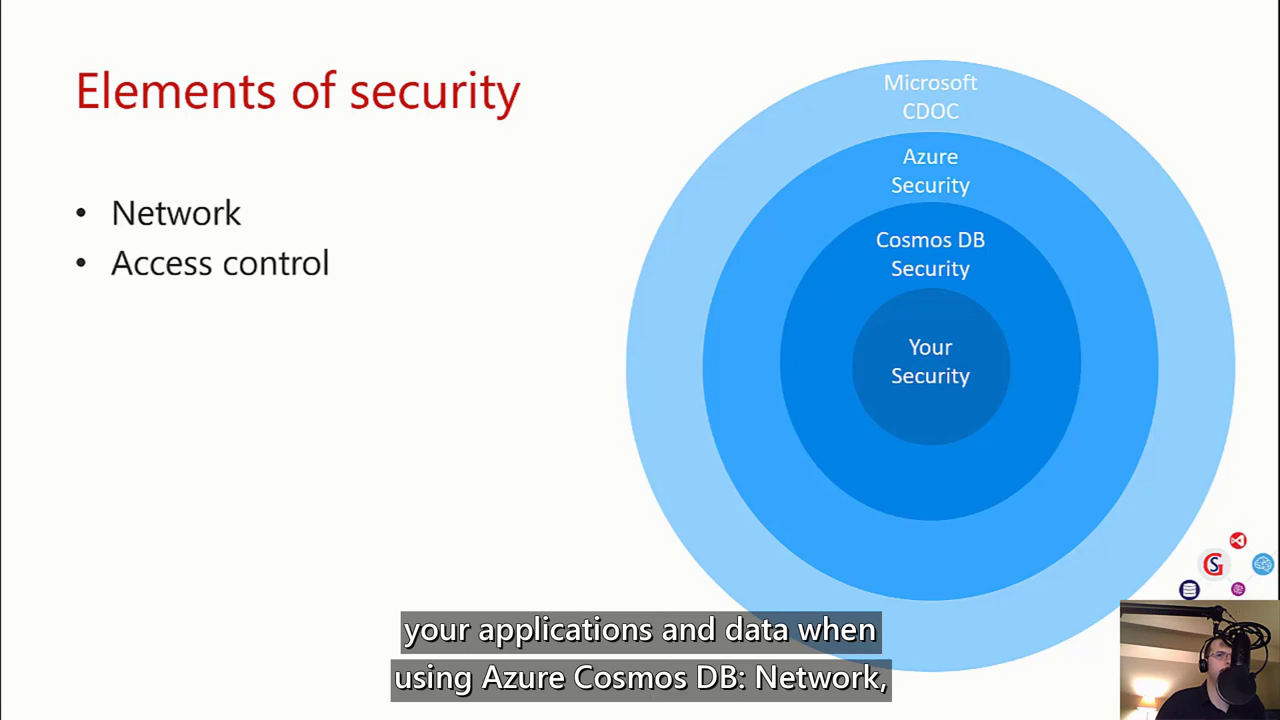 Elements of security
• Network
• Access control
Microsoft
CDOC
Azure
Security
Cosmos DB
Security
Your
Security
your applications and data when
using Azure Cosmos DB: Network,